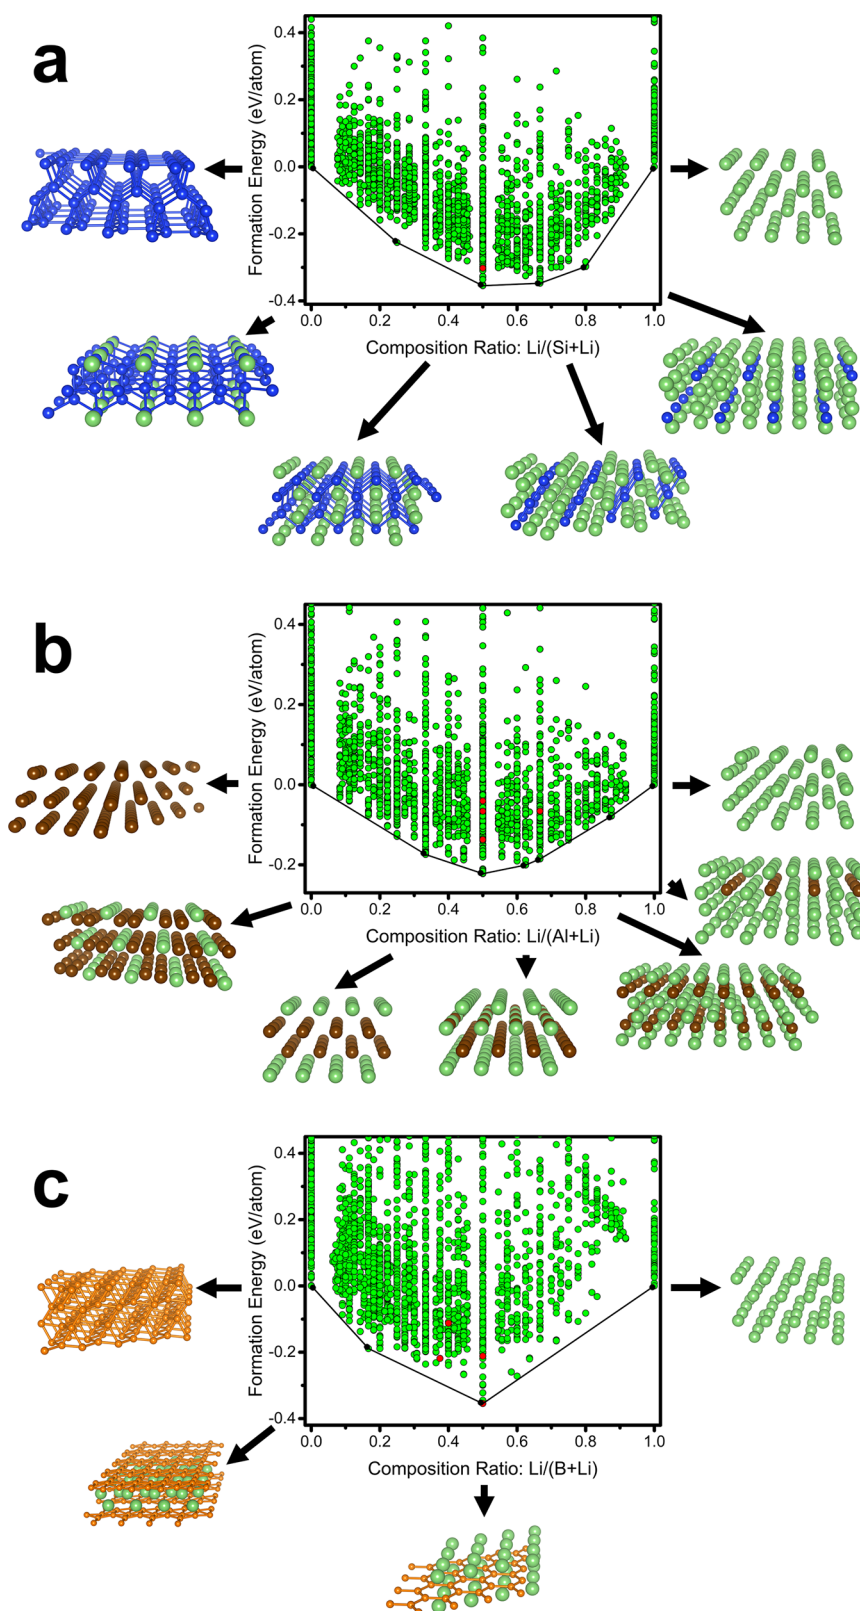 a
Formation Energy (eV/atom)
0.4
0.2
0.0
-0.2
-0.4
0.0 0.2 0.4 0.6 0.8 1.0
Composition Ratio: Li/(Si+Li)
b
Formation Energy (eV/atom)
0.4
0.2
0.0
-0.2
0.0 0.2 0.4 0.6 0.8 1.0
Composition Ratio: Li/(Al+Li)
c
Formation Energy (eV/atom)
0.4
0.2
0.0
-0.2
-0.4
0.0 0.2 0.4 0.6 0.8 1.0
Composition Ratio: Li/(B+Li)